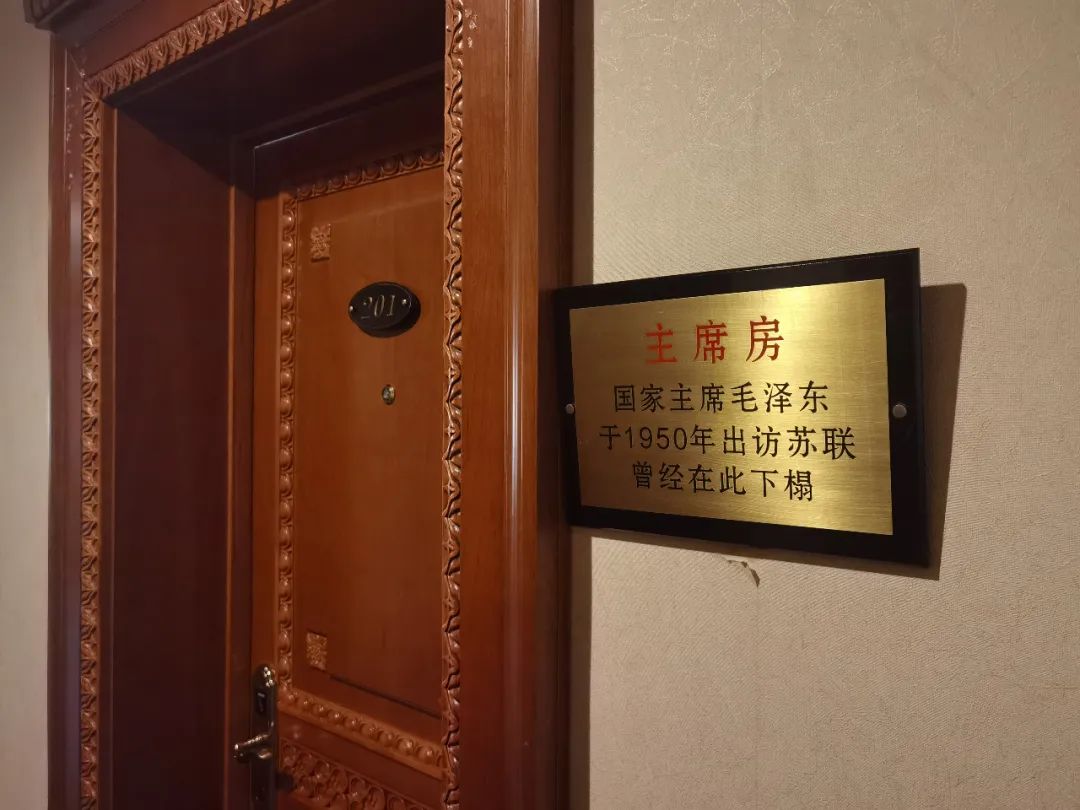 201
主席房
国家主席毛泽东
于1950年出访苏联
曾经在此下榻